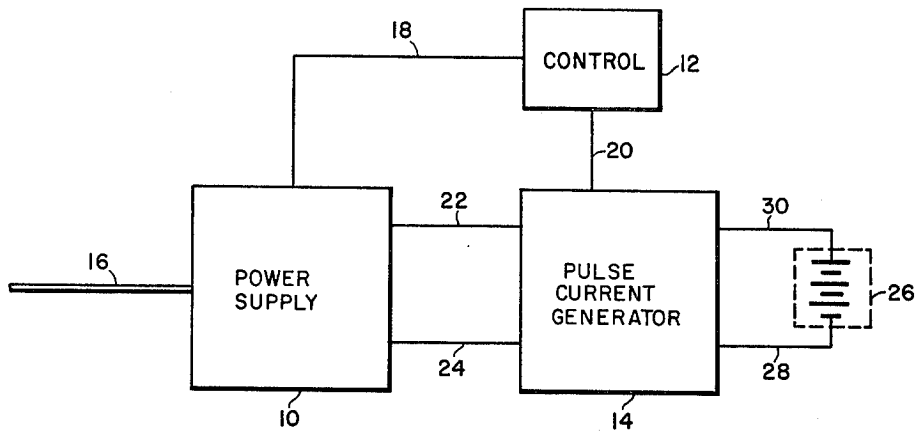 18
CONTROL
12
20
22
30
16
POWER
SUPPLY
PULSE
CURRENT
GENERATOR
26
24
28
10
14